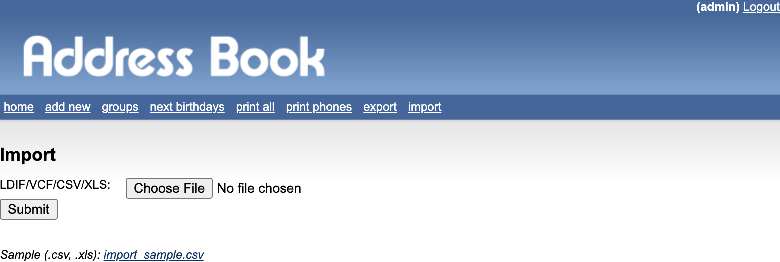 (admin) Logout
Address Book
home add new groups next birthdays print all print phones export import
Import
LDIF/VCF/CSV/XLS: Choose File No file chosen
Submit
Sample (.csv, .xls): import_sample.csv